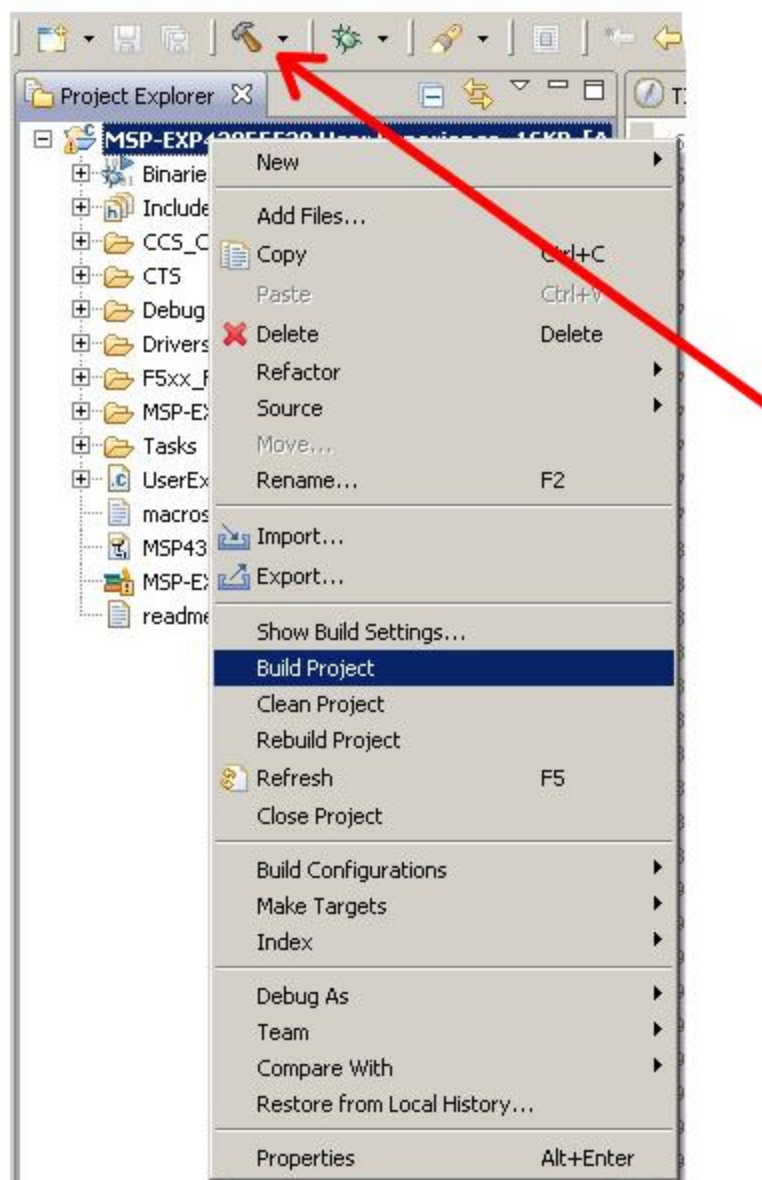 Project Explorer
MSP-EXP
Binarie
New
Include
Add Files...
CCS_C
Copy Ctrl+C
CTS
Paste Ctrl+V
Debug
Delete Delete
Drivers
Refactor
F5xx_F
Source
MSP-EX
Move...
Tasks
Rename... F2
UserEx
macros
Import...
MSP43
Export...
MSP-EX
readme
Show Build Settings...
Build Project
Clean Project
Rebuild Project
Refresh F5
Close Project
Build Configurations
Make Targets
Index
Debug As
Team
Compare With
Restore from Local History...
Properties Alt+Enter